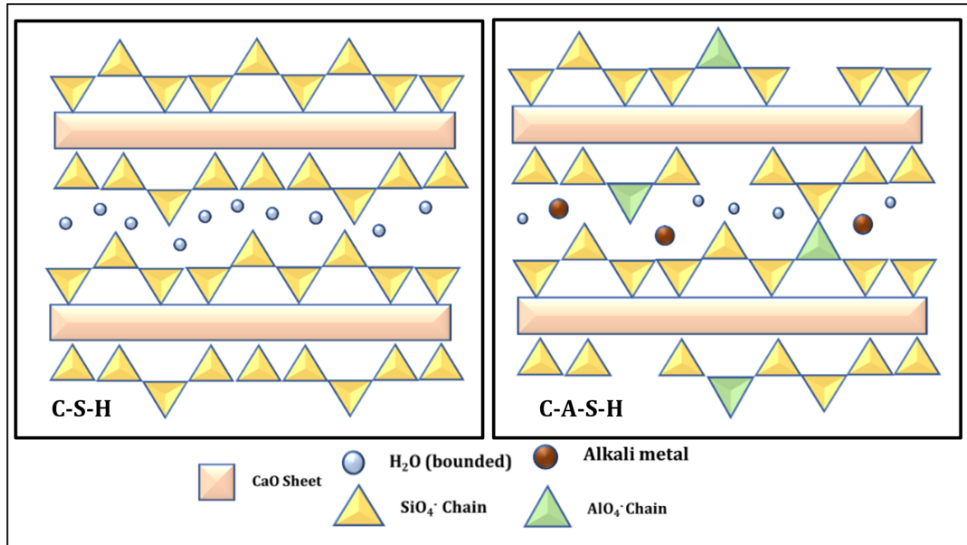 C-S-H
C-A-S-H
CaO Sheet
H₂O (bounded)
Alkali metal
SiO₄⁻ Chain
AlO₄⁻ Chain